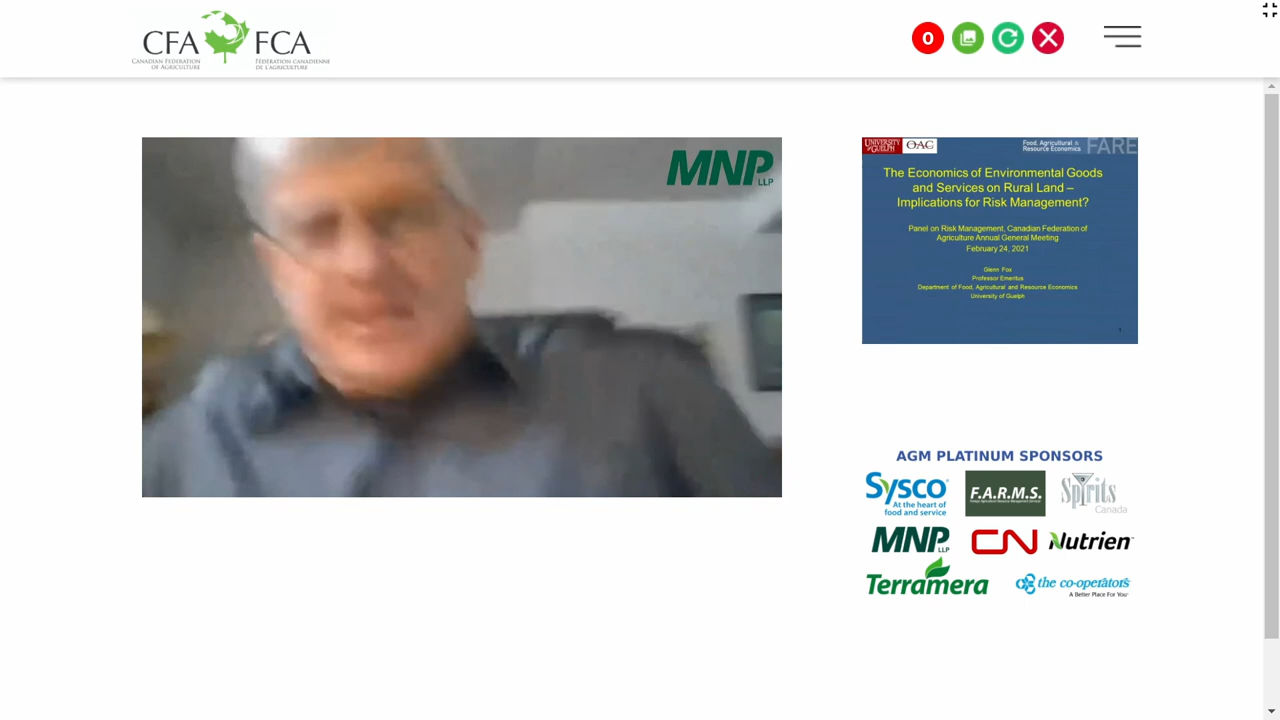 CFA FCA
CANADIAN FEDERATION
OF AGRICULTURE
FÉDÉRATION CANADIENNE
DE L'AGRICULTURE
0
MNP
LLP
UNIVERSITY
OF GUELPH
OAC
Food, Agricultural &
Resource Economics
FARE
The Economics of Environmental Goods
and Services on Rural Land –
Implications for Risk Management?
Panel on Risk Management, Canadian Federation of
Agriculture Annual General Meeting
February 24, 2021
Glenn Fox
Professor Emeritus
Department of Food, Agricultural and Resource Economics
University of Guelph
1
AGM PLATINUM SPONSORS
Sysco
At the heart of
food and service
F.A.R.M.S.
Spirits
Canada
MNP
LLP
CN
Nutrien
Terramera
the co-operators
A Better Place For You